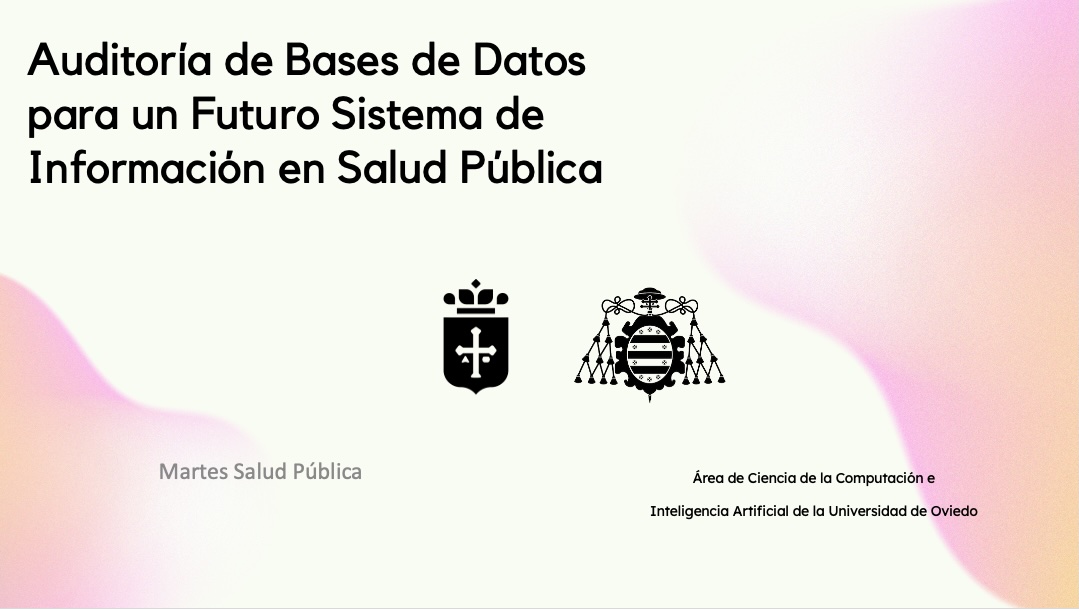 Auditoría de Bases de Datos
para un Futuro Sistema de
Información en Salud Pública
Martes Salud Pública
Área de Ciencia de la Computación e
Inteligencia Artificial de la Universidad de Oviedo